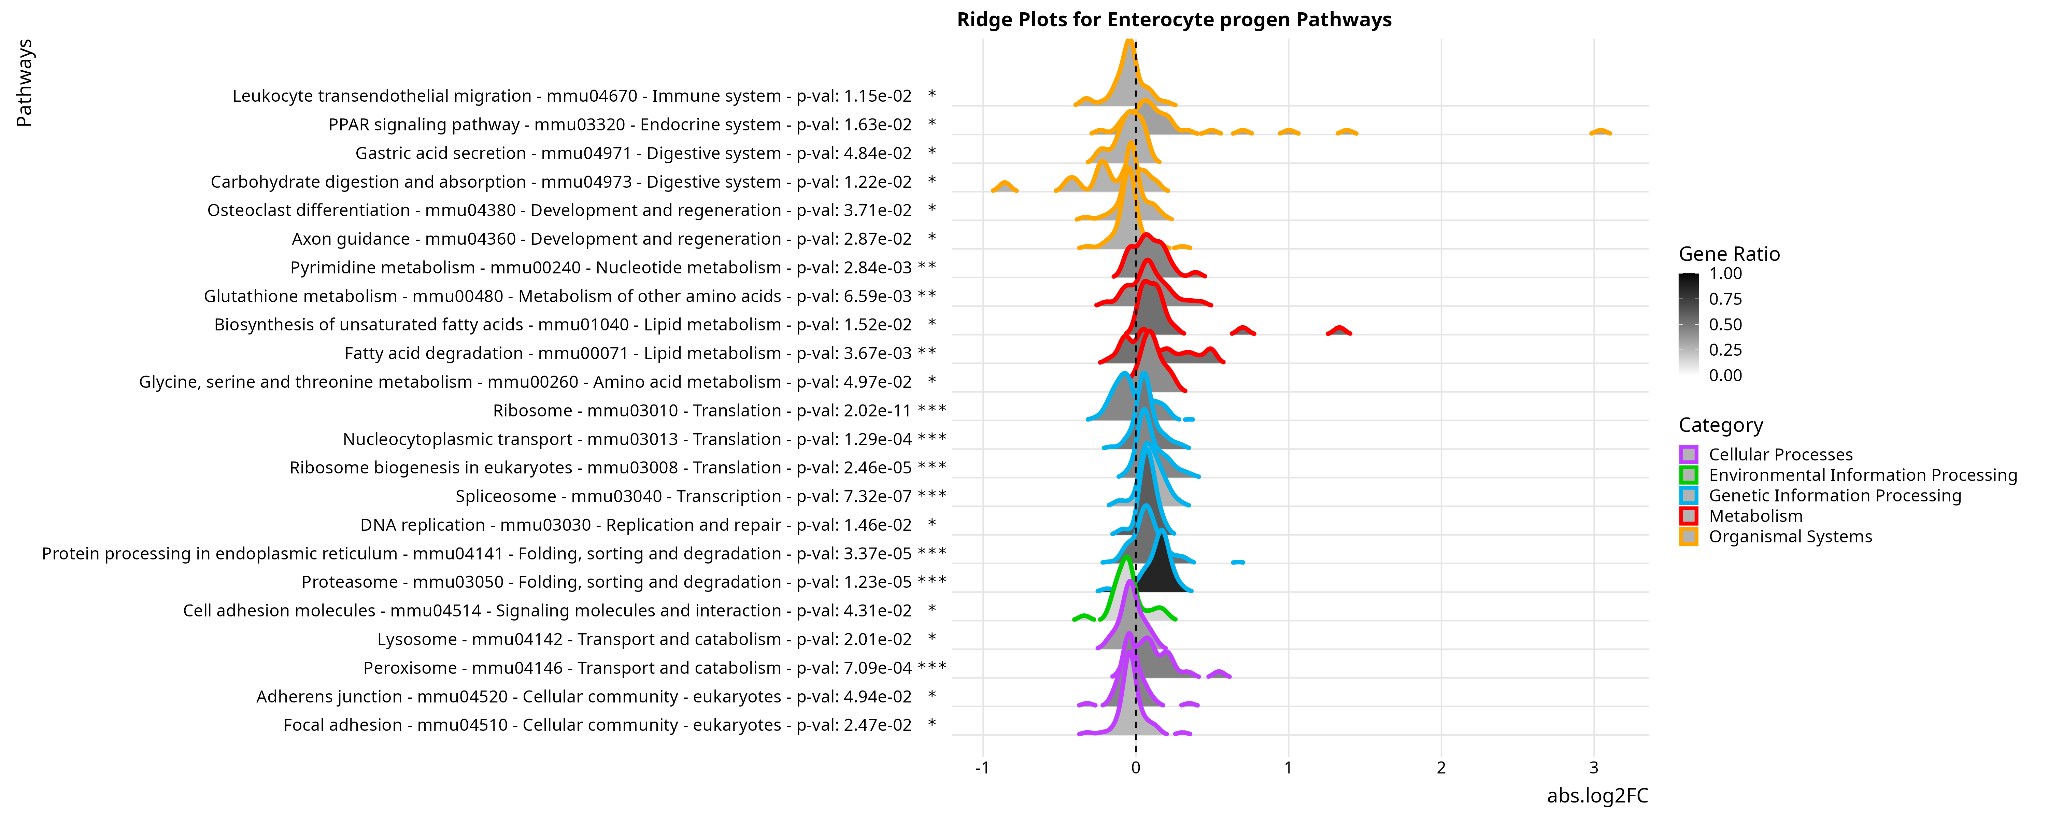 Ridge Plots for Enterocyte progen Pathways
Pathways
Leukocyte transendothelial migration - mmu04670 - Immune system - p-val: 1.15e-02 *
PPAR signaling pathway - mmu03320 - Endocrine system - p-val: 1.63e-02 *
Gastric acid secretion - mmu04971 - Digestive system - p-val: 4.84e-02 *
Carbohydrate digestion and absorption - mmu04973 - Digestive system - p-val: 1.22e-02 *
Osteoclast differentiation - mmu04380 - Development and regeneration - p-val: 3.71e-02 *
Axon guidance - mmu04360 - Development and regeneration - p-val: 2.87e-02 *
Pyrimidine metabolism - mmu00240 - Nucleotide metabolism - p-val: 2.84e-03 **
Glutathione metabolism - mmu00480 - Metabolism of other amino acids - p-val: 6.59e-03 **
Biosynthesis of unsaturated fatty acids - mmu01040 - Lipid metabolism - p-val: 1.52e-02 *
Fatty acid degradation - mmu00071 - Lipid metabolism - p-val: 3.67e-03 **
Glycine, serine and threonine metabolism - mmu00260 - Amino acid metabolism - p-val: 4.97e-02 *
Ribosome - mmu03010 - Translation - p-val: 2.02e-11 ***
Nucleocytoplasmic transport - mmu03013 - Translation - p-val: 1.29e-04 ***
Ribosome biogenesis in eukaryotes - mmu03008 - Translation - p-val: 2.46e-05 ***
Spliceosome - mmu03040 - Transcription - p-val: 7.32e-07 ***
DNA replication - mmu03030 - Replication and repair - p-val: 1.46e-02 *
Protein processing in endoplasmic reticulum - mmu04141 - Folding, sorting and degradation - p-val: 3.37e-05 ***
Proteasome - mmu03050 - Folding, sorting and degradation - p-val: 1.23e-05 ***
Cell adhesion molecules - mmu04514 - Signaling molecules and interaction - p-val: 4.31e-02 *
Lysosome - mmu04142 - Transport and catabolism - p-val: 2.01e-02 *
Peroxisome - mmu04146 - Transport and catabolism - p-val: 7.09e-04 ***
Adherens junction - mmu04520 - Cellular community - eukaryotes - p-val: 4.94e-02 *
Focal adhesion - mmu04510 - Cellular community - eukaryotes - p-val: 2.47e-02 *
-1 0 1 2 3
abs.log2FC
Gene Ratio
1.00
0.75
0.50
0.25
0.00
Category
Cellular Processes
Environmental Information Processing
Genetic Information Processing
Metabolism
Organismal Systems